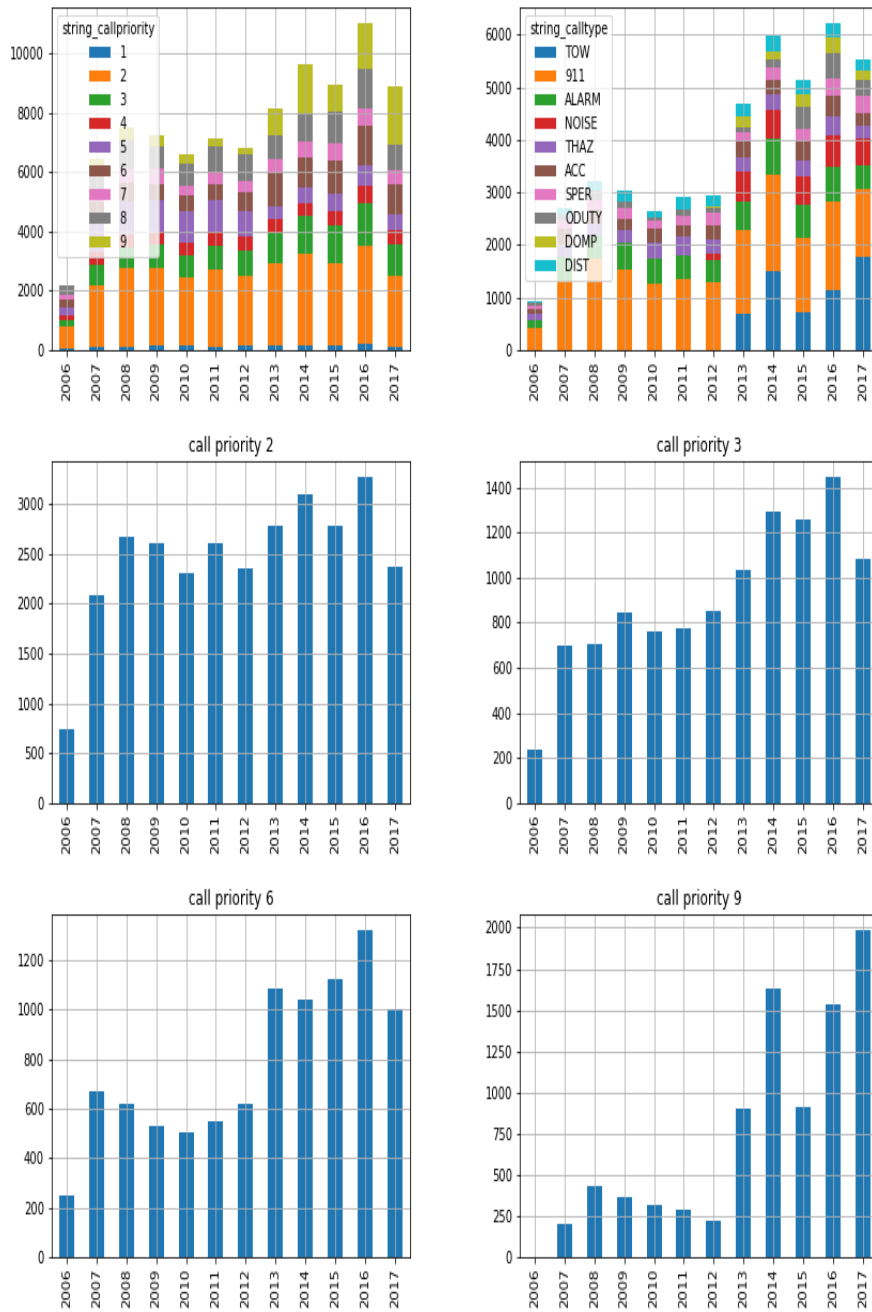 string_callpriority
1
2
3
4
5
6
7
8
9
10000
8000
6000
4000
2000
0
2006 2007 2008 2009 2010 2011 2012 2013 2014 2015 2016 2017
string_calltype
TOW
911
ALARM
NOISE
THAZ
ACC
SPER
ODUTY
DOMP
DIST
6000
5000
4000
3000
2000
1000
0
2006 2007 2008 2009 2010 2011 2012 2013 2014 2015 2016 2017
call priority 2
3000
2500
2000
1500
1000
500
0
2006 2007 2008 2009 2010 2011 2012 2013 2014 2015 2016 2017
call priority 3
1400
1200
1000
800
600
400
200
0
2006 2007 2008 2009 2010 2011 2012 2013 2014 2015 2016 2017
call priority 6
1200
1000
800
600
400
200
0
2006 2007 2008 2009 2010 2011 2012 2013 2014 2015 2016 2017
call priority 9
2000
1750
1500
1250
1000
750
500
250
0
2006 2007 2008 2009 2010 2011 2012 2013 2014 2015 2016 2017